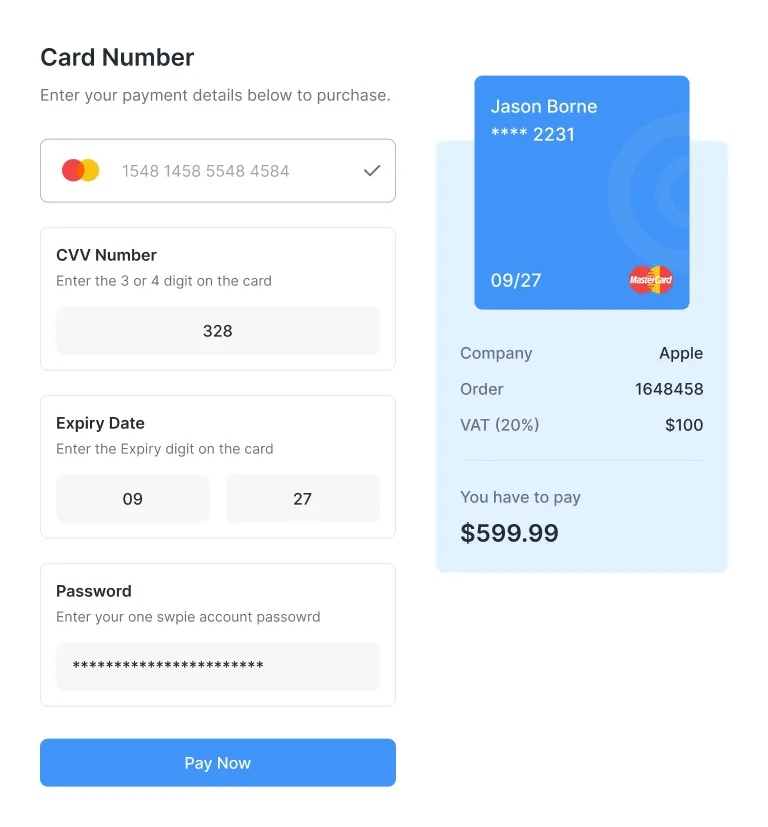 Card Number
Enter your payment details below to purchase.
1548 1458 5548 4584
CVV Number
Enter the 3 or 4 digit on the card
328
Expiry Date
Enter the Expiry digit on the card
09 27
Password
Enter your one swpie account passowrd
***********************
Pay Now
Jason Borne
**** 2231
09/27 MasterCard
Company Apple
Order 1648458
VAT (20%) $100
You have to pay
$599.99